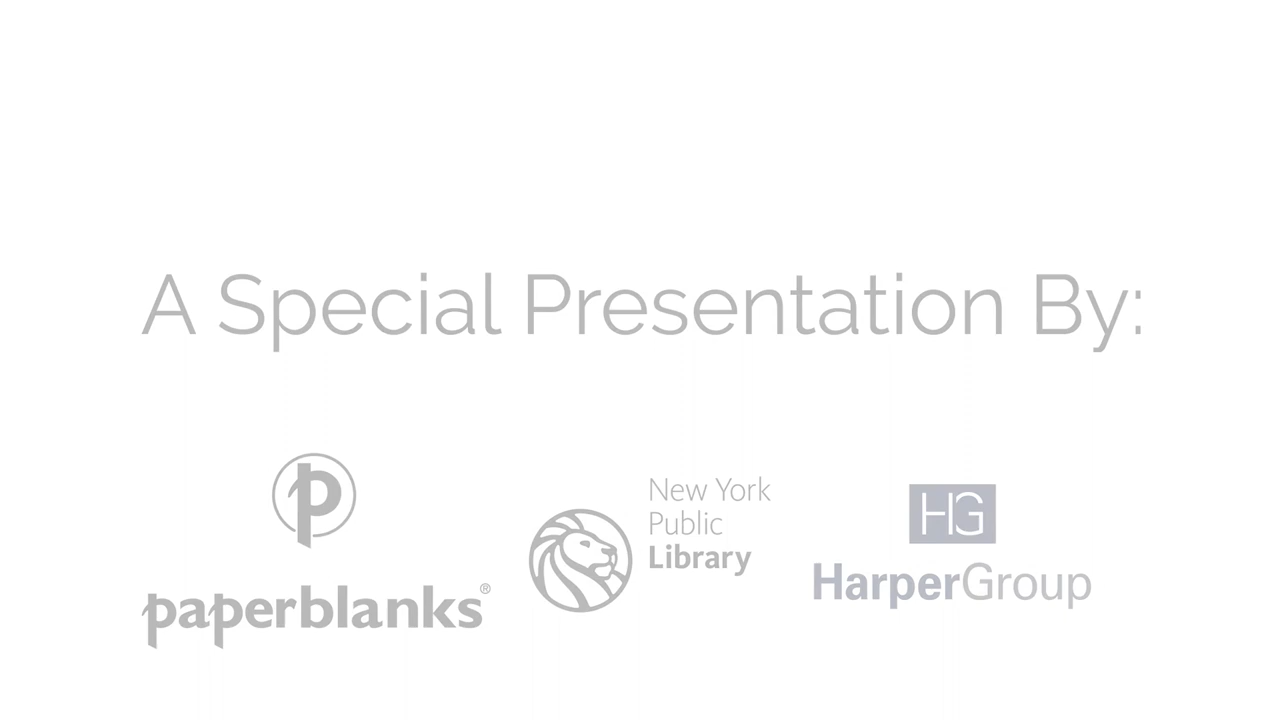 A Special Presentation By:
p
paperblanks®
New York
Public
Library
HG
HarperGroup